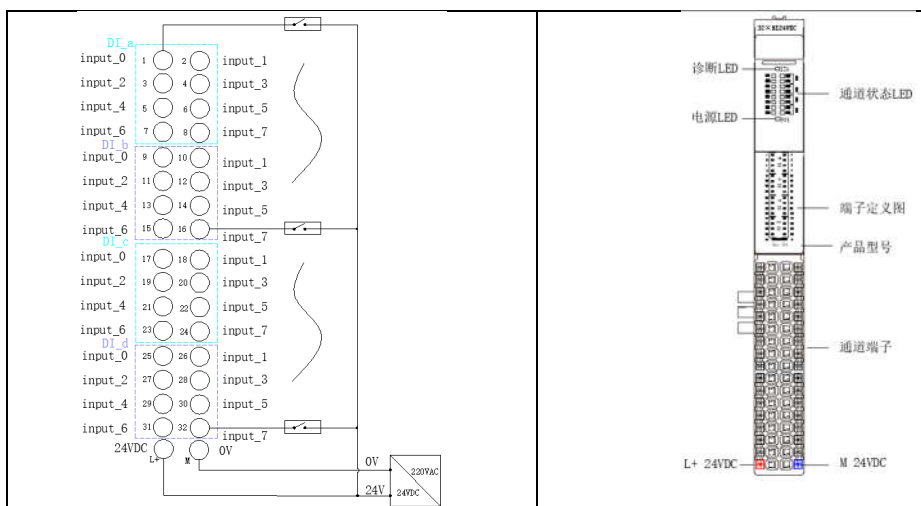 DI_a
input_0 1 2 input_1
input_2 3 4 input_3
input_4 5 6 input_5
input_6 7 8 input_7
DI_b
input_0 9 10 input_1
input_2 11 12 input_3
input_4 13 14 input_5
input_6 15 16 input_7
DI_c
input_0 17 18 input_1
input_2 19 20 input_3
input_4 21 22 input_5
input_6 23 24 input_7
DI_d
input_0 25 26 input_1
input_2 27 28 input_3
input_4 29 30 input_5
input_6 31 32 input_7
24VDC L+ M 0V
0V 220VAC
24V 24VDC
32×DI24VDC
诊断LED
通道状态LED
电源LED
端子定义图
产品型号
通道端子
L+ 24VDC
M 24VDC